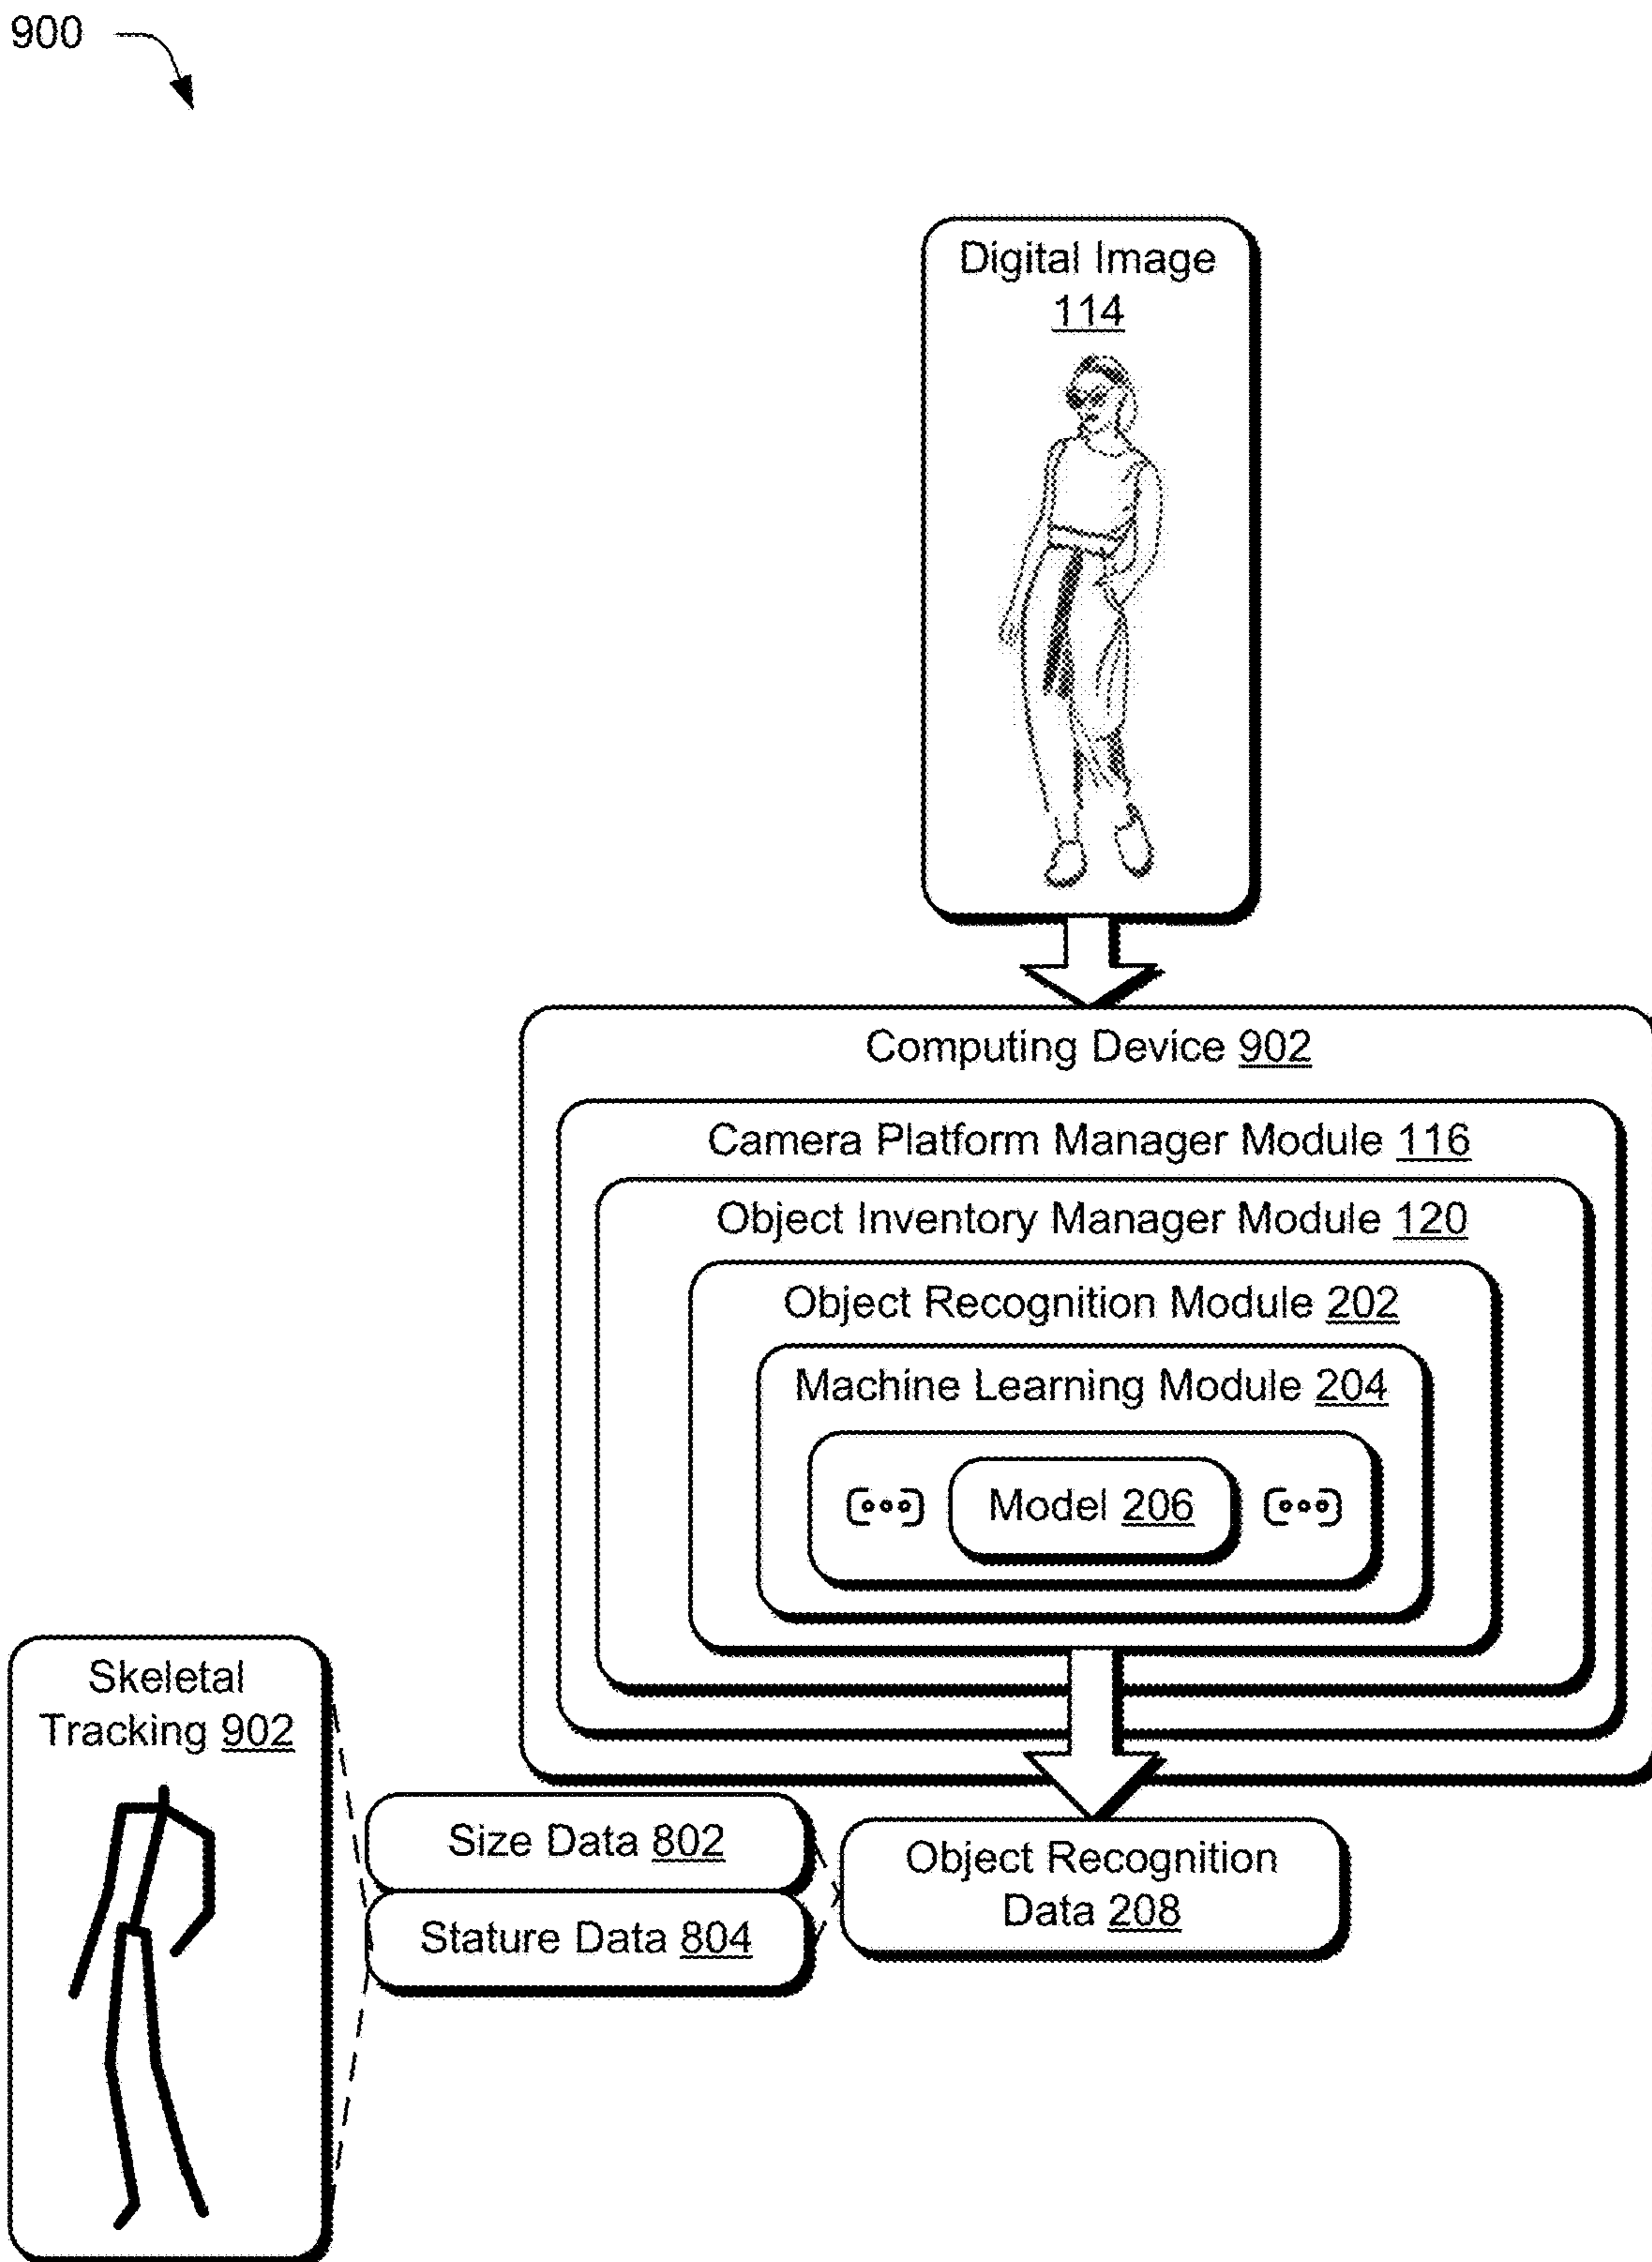 900
Digital Image
114
Computing Device 902
Camera Platform Manager Module 116
Object Inventory Manager Module 120
Object Recognition Module 202
Machine Learning Module 204
Model 206
Skeletal
Tracking 902
Size Data 802
Stature Data 804
Object Recognition
Data 208